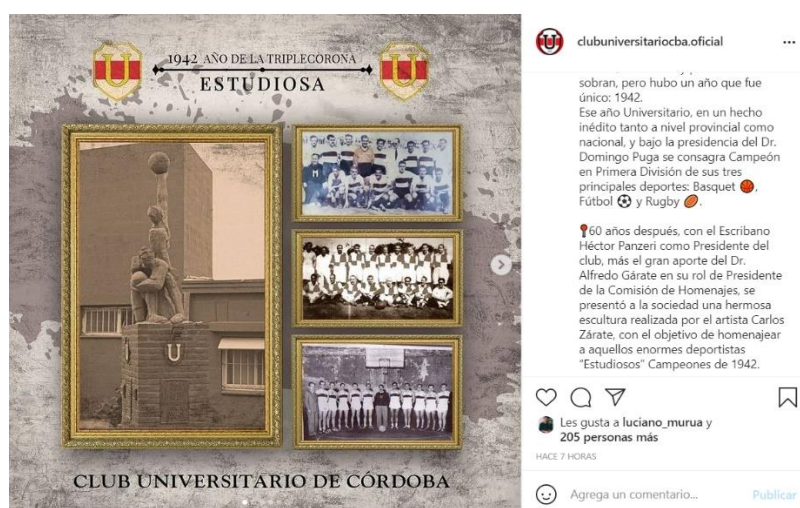 1942 AÑO DE LA TRIPLECORONA
ESTUDIOSA
U
U
U
M
CLUB UNIVERSITARIO DE CÓRDOBA
U
clubuniversitariocba.oficial
sobran, pero hubo un año que fue
único: 1942.
Ese año Universitario, en un hecho
inédito tanto a nivel provincial como
nacional, y bajo la presidencia del Dr.
Domingo Puga se consagra Campeón
en Primera División de sus tres
principales deportes: Basquet 🏀,
Fútbol ⚽ y Rugby 🏉.
📍60 años después, con el Escribano
Héctor Panzeri como Presidente del
club, más el gran aporte del Dr.
Alfredo Gárate en su rol de Presidente
de la Comisión de Homenajes, se
presentó a la sociedad una hermosa
escultura realizada por el artista Carlos
Zárate, con el objetivo de homenajear
a aquellos enormes deportistas
"Estudiosos" Campeones de 1942.
Les gusta a luciano_murua y
205 personas más
HACE 7 HORAS
Agrega un comentario...
Publicar